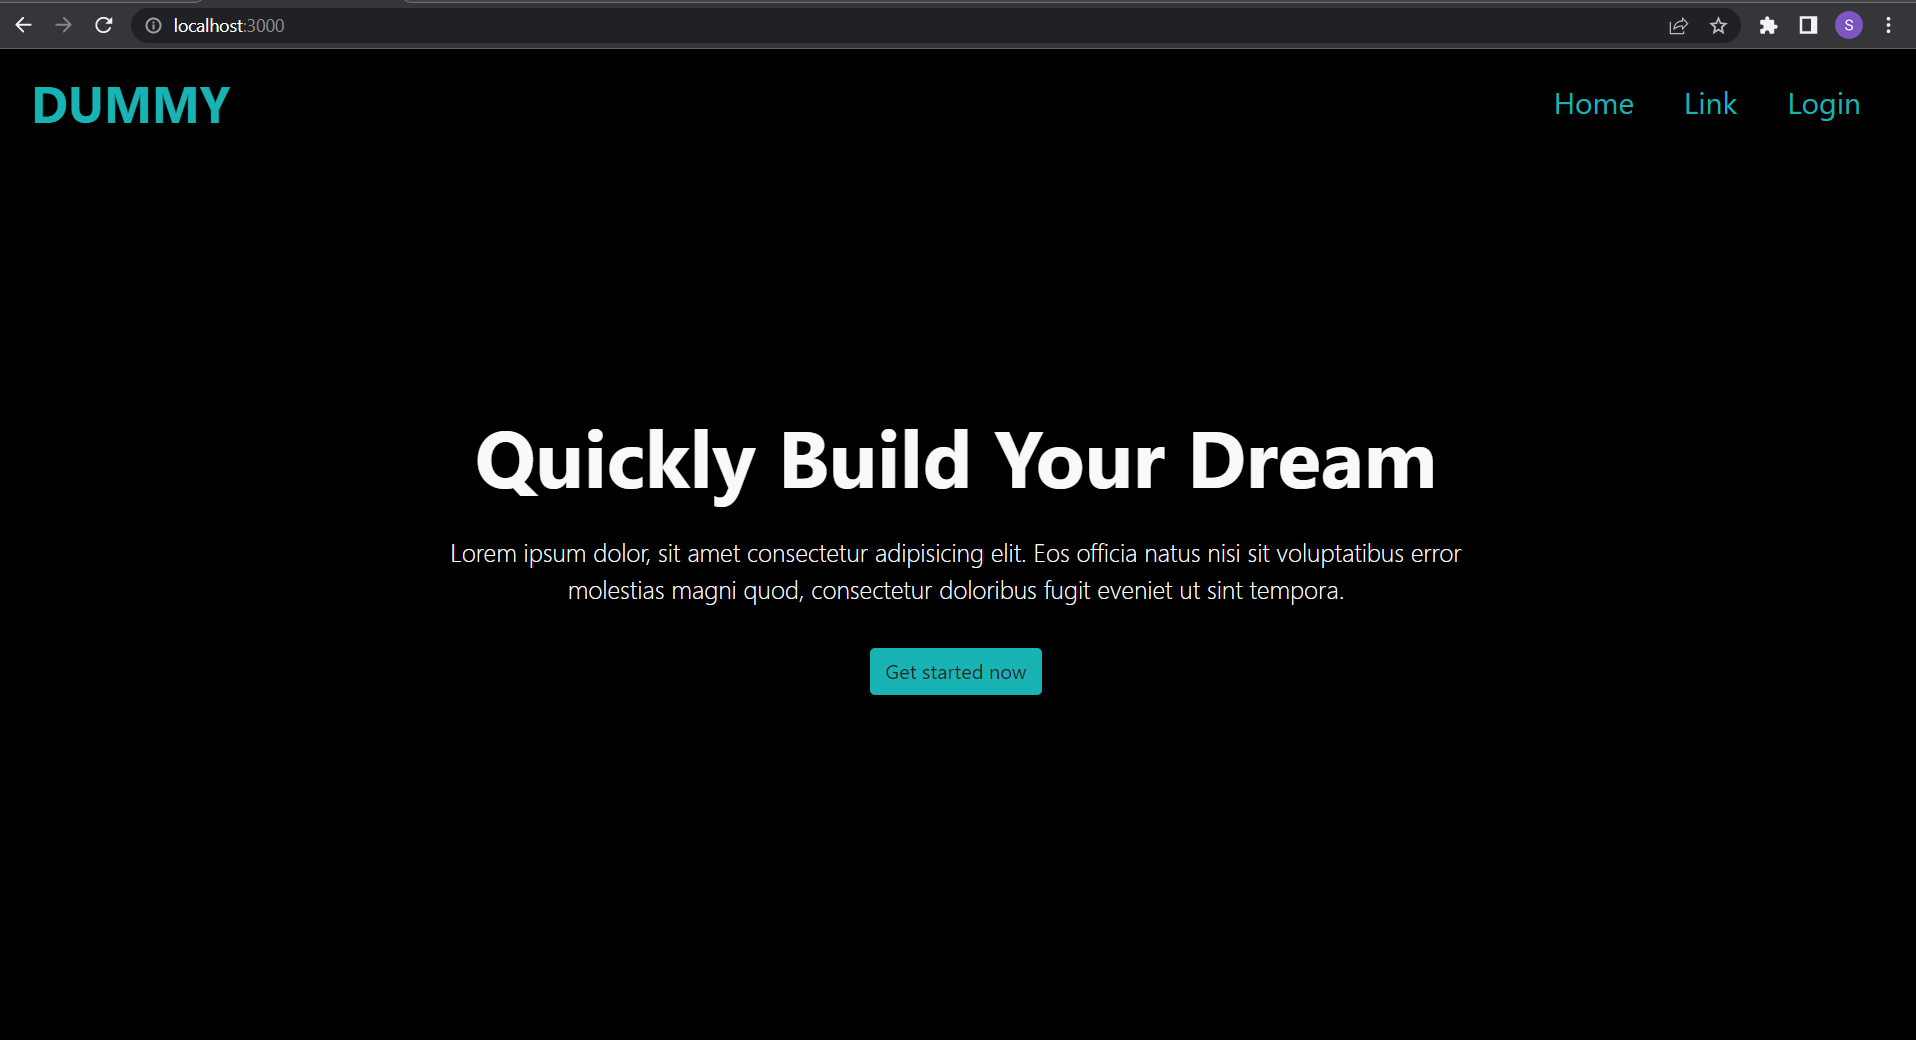 localhost:3000
S
DUMMY
Home Link Login
Quickly Build Your Dream
Lorem ipsum dolor, sit amet consectetur adipisicing elit. Eos officia natus nisi sit voluptatibus error
molestias magni quod, consectetur doloribus fugit eveniet ut sint tempora.
Get started now